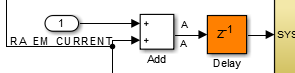 1
+
A
RA EM CURRENT
+
A
Z-1
SYS
Add
Delay